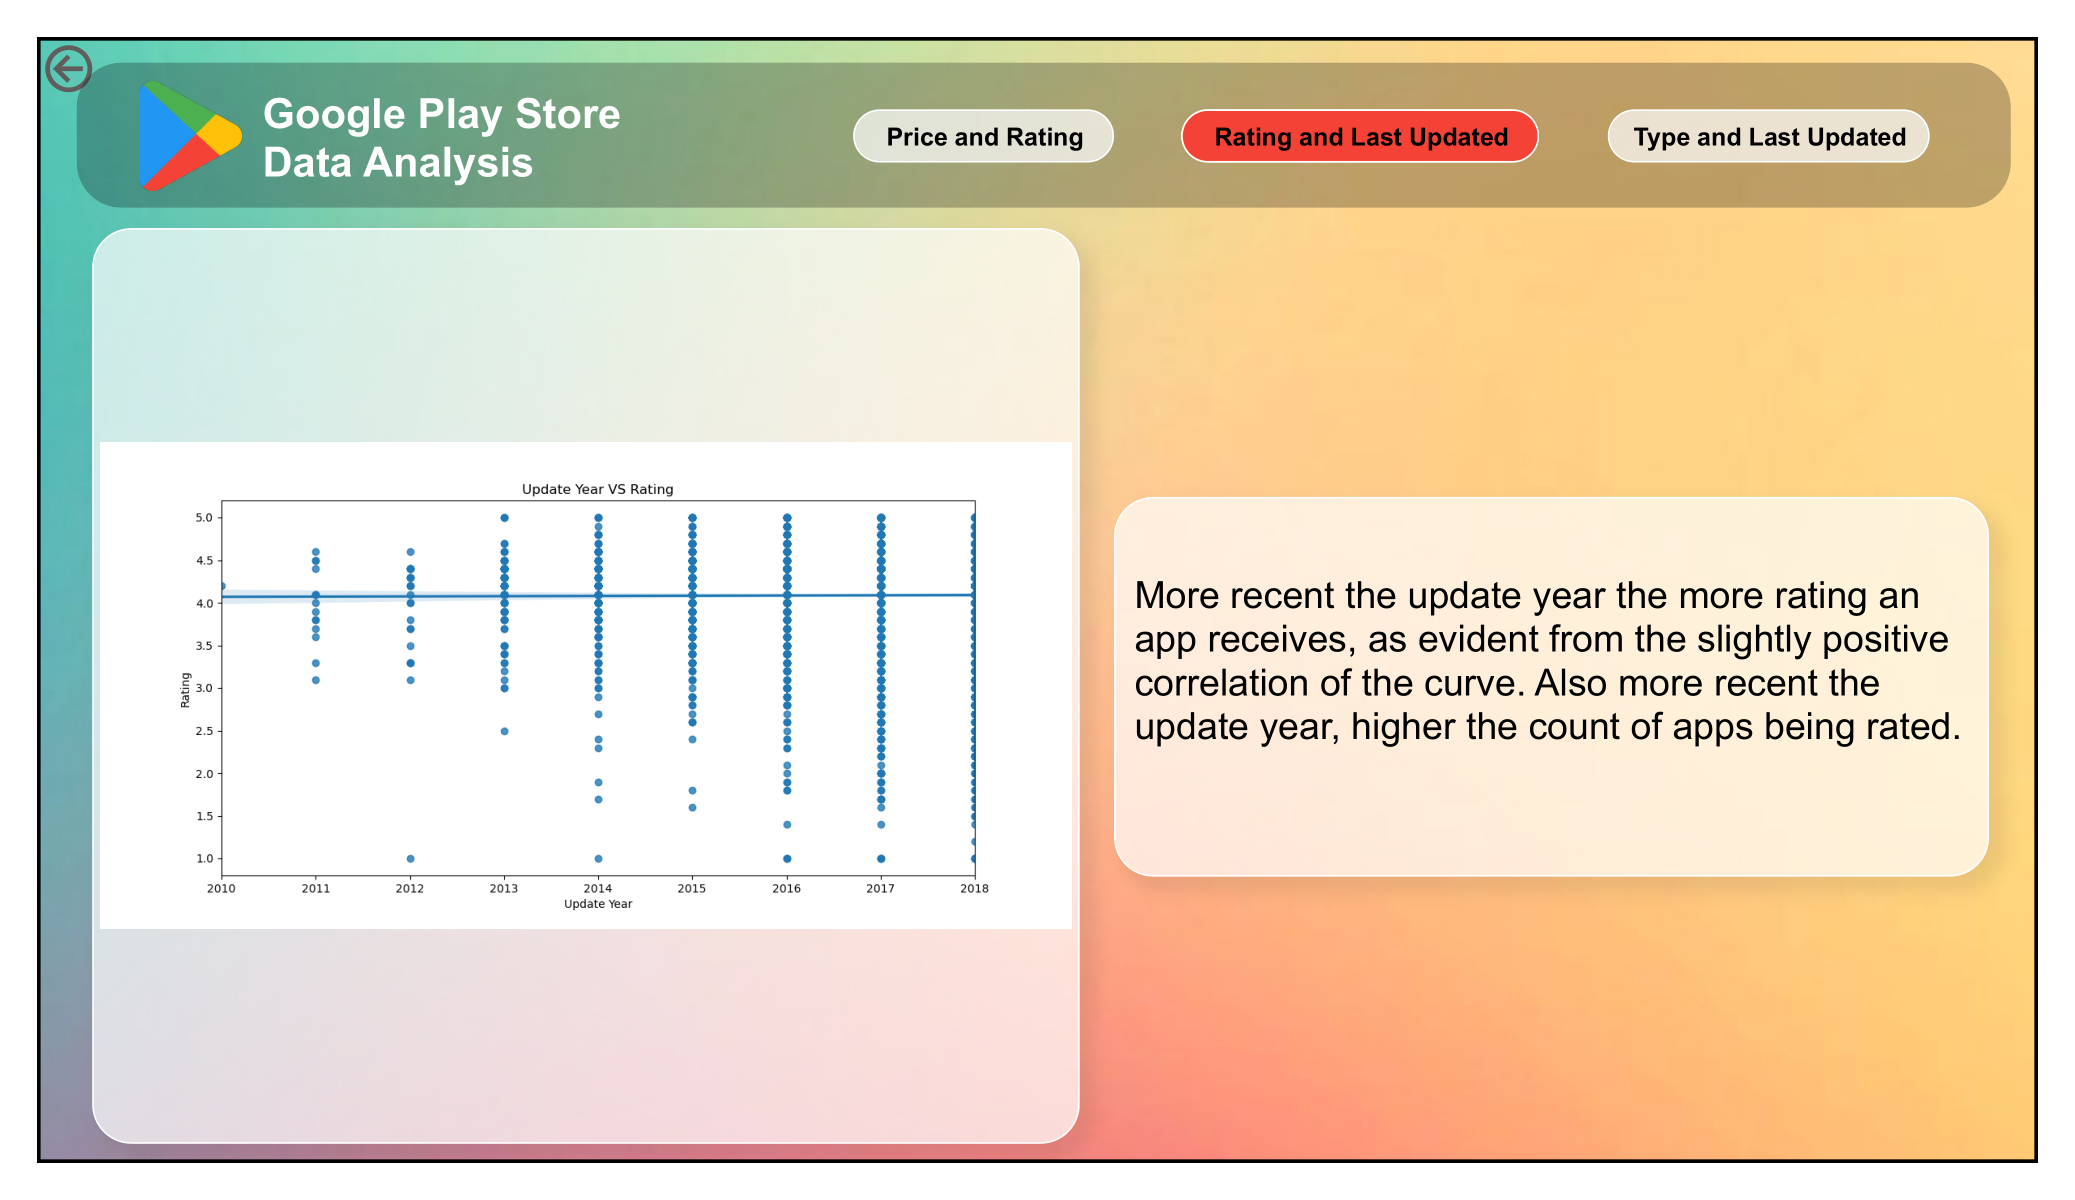 Google Play Store
Data Analysis
Price and Rating
Rating and Last Updated
Type and Last Updated
Update Year VS Rating
5.0
4.5
4.0
3.5
3.0
2.5
2.0
1.5
1.0
Rating
2010 2011 2012 2013 2014 2015 2016 2017 2018
Update Year
More recent the update year the more rating an
app receives, as evident from the slightly positive
correlation of the curve. Also more recent the
update year, higher the count of apps being rated.